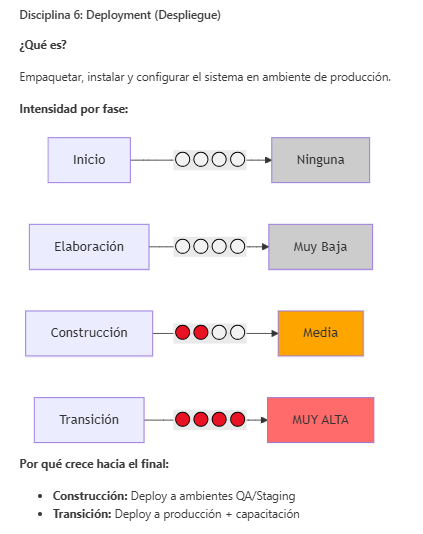 Disciplina 6: Deployment (Despliegue)
¿Qué es?
Empaquetar, instalar y configurar el sistema en ambiente de producción.
Intensidad por fase:
Inicio
Ninguna
Elaboración
Muy Baja
Construcción
Media
Transición
MUY ALTA
Por qué crece hacia el final:
Construcción: Deploy a ambientes QA/Staging
Transición: Deploy a producción + capacitación